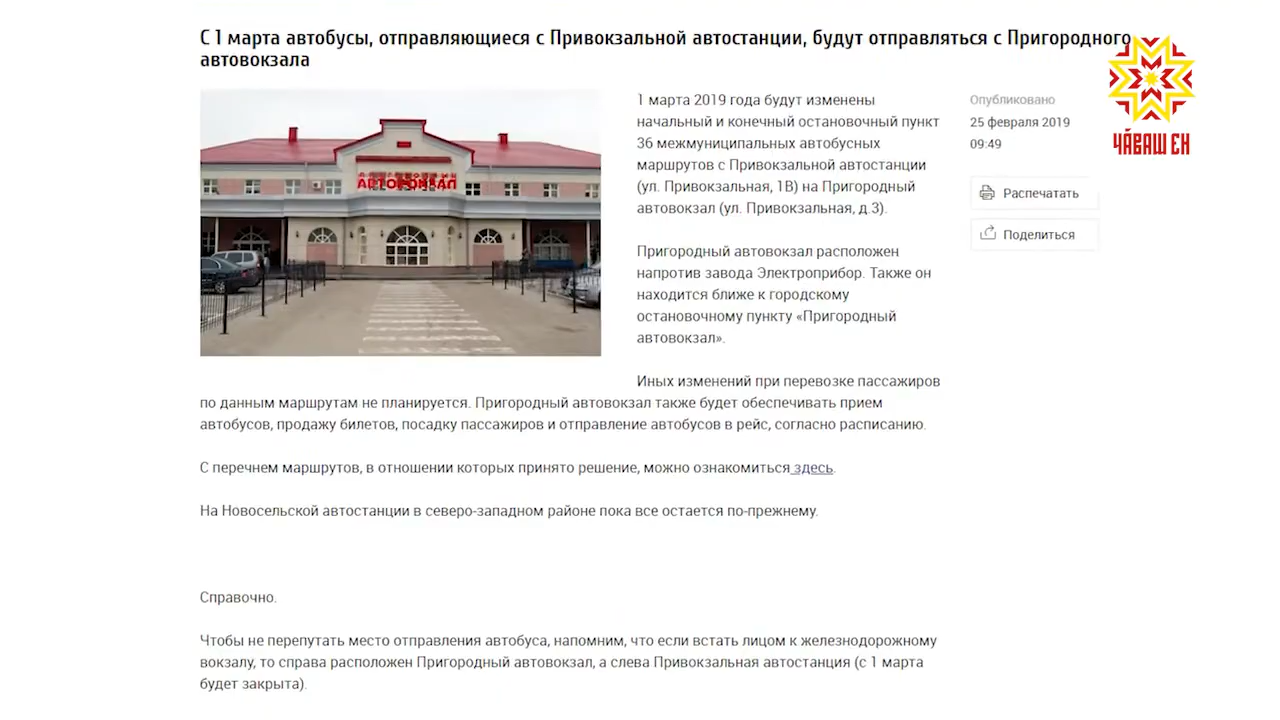 С 1 марта автобусы, отправляющиеся с Привокзальной автостанции, будут отправляться с Пригородного
автовокзала
АВТОВОКЗАЛ
1 марта 2019 года будут изменены
начальный и конечный остановочный пункт
36 межмуниципальных автобусных
маршрутов с Привокзальной автостанции
(ул. Привокзальная, 1В) на Пригородный
автовокзал (ул. Привокзальная, д.3).
Пригородный автовокзал расположен
напротив завода Электроприбор. Также он
находится ближе к городскому
остановочному пункту «Пригородный
автовокзал».
Иных изменений при перевозке пассажиров
по данным маршрутам не планируется. Пригородный автовокзал также будет обеспечивать прием
автобусов, продажу билетов, посадку пассажиров и отправление автобусов в рейс, согласно расписанию.
С перечнем маршрутов, в отношении которых принято решение, можно ознакомиться здесь.
На Новосельской автостанции в северо-западном районе пока все остается по-прежнему.
Справочно.
Чтобы не перепутать место отправления автобуса, напомним, что если встать лицом к железнодорожному
вокзалу, то справа расположен Пригородный автовокзал, а слева Привокзальная автостанция (с 1 марта
будет закрыта).
Опубликовано
25 февраля 2019
09:49
Распечатать
Поделиться
ЧӐВАШ ЕН